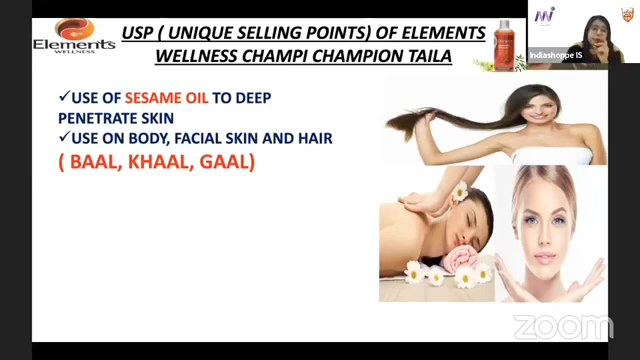 Elements
WELLNESS
USP ( UNIQUE SELLING POINTS) OF ELEMENTS
WELLNESS CHAMPI CHAMPION TAILA
Indiashoppe IS
✓USE OF SESAME OIL TO DEEP
PENETRATE SKIN
✓USE ON BODY, FACIAL SKIN AND HAIR
( BAAL, KHAAL, GAAL)
zoom